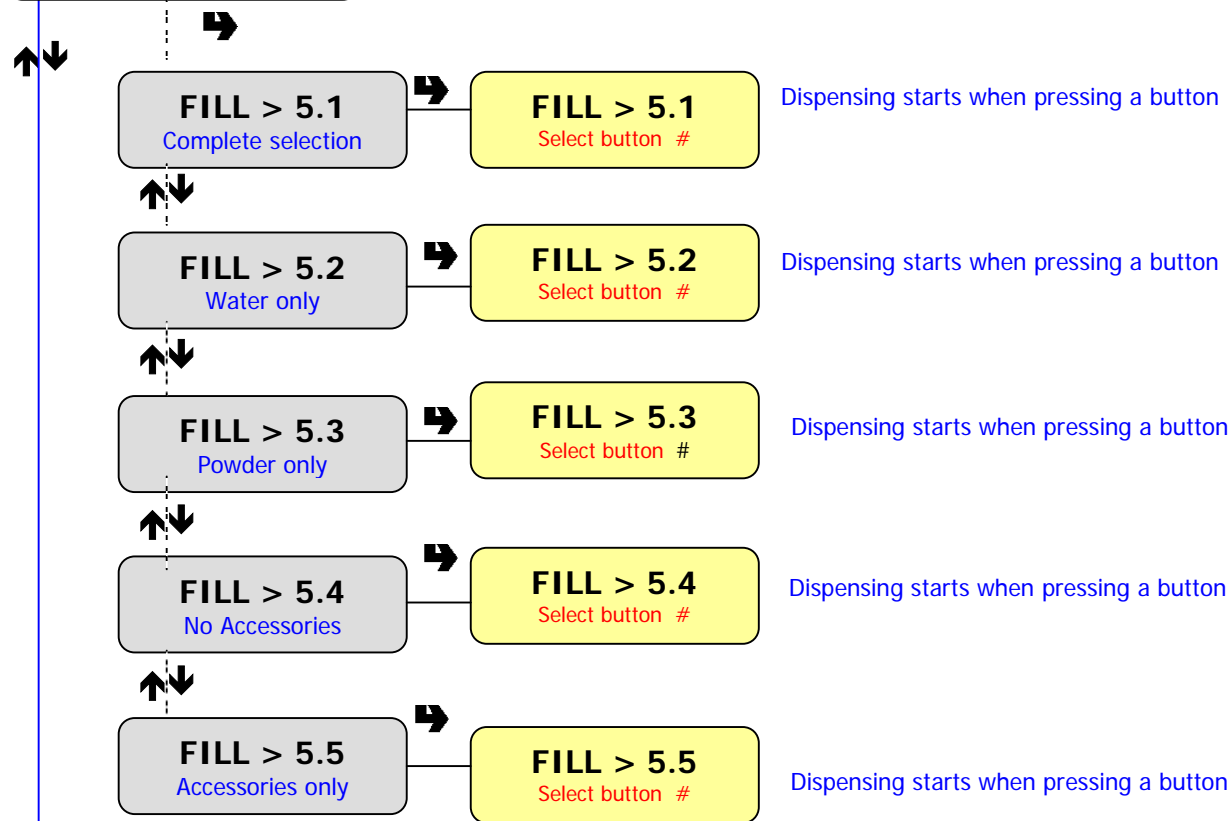 FILL > 5.1
Complete selection
FILL > 5.1
Select button #
Dispensing starts when pressing a button
FILL > 5.2
Water only
FILL > 5.2
Select button #
Dispensing starts when pressing a button
FILL > 5.3
Powder only
FILL > 5.3
Select button #
Dispensing starts when pressing a button
FILL > 5.4
No Accessories
FILL > 5.4
Select button #
Dispensing starts when pressing a button
FILL > 5.5
Accessories only
FILL > 5.5
Select button #
Dispensing starts when pressing a button